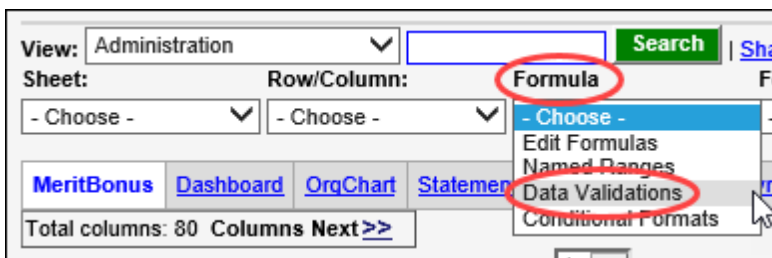 View: Administration Search | Sha
Sheet: Row/Column: Formula F
- Choose - - Choose - - Choose -
Edit Formulas
Named Ranges
MeritBonus Dashboard OrgChart Statemen Data Validations
Total columns: 80 Columns Next >> Conditional Formats